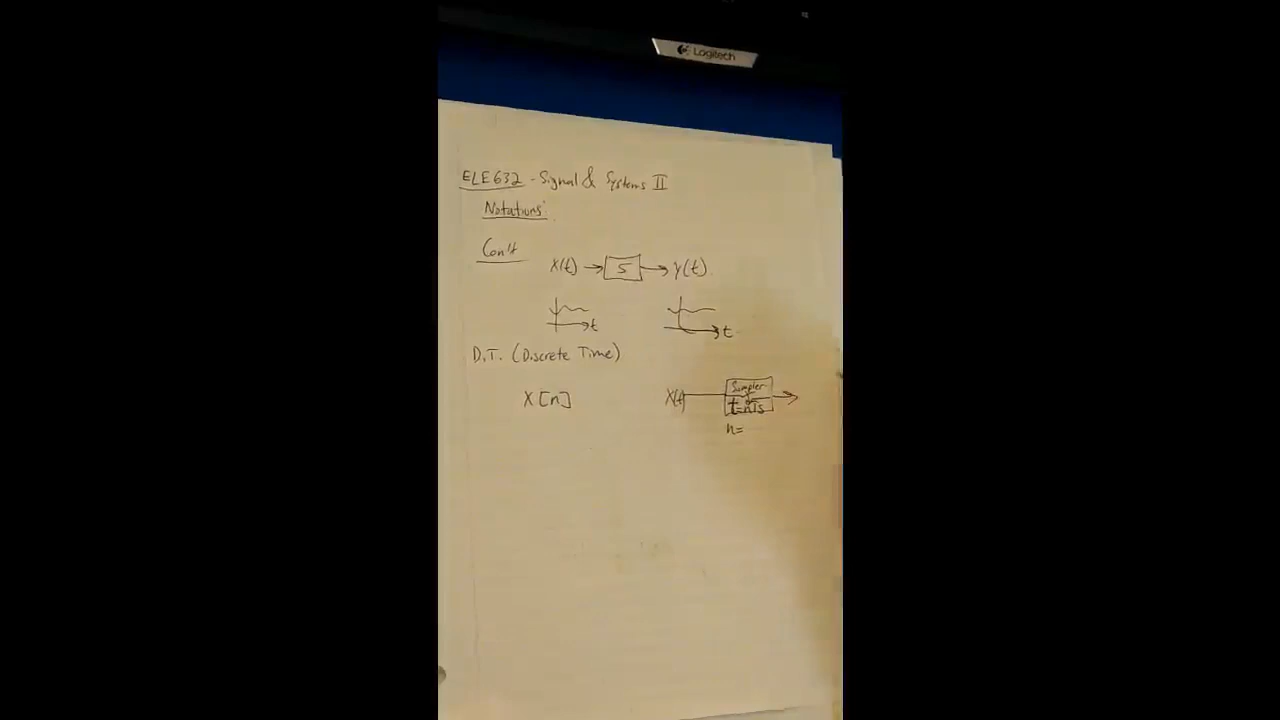 Logitech
ELE632 - Signal & Systems II
Notations:
Con't
X(t) → S → Y(t)
t t
D.T. (Discrete Time)
X[n] X(t) Sampler
t=nTs
n=